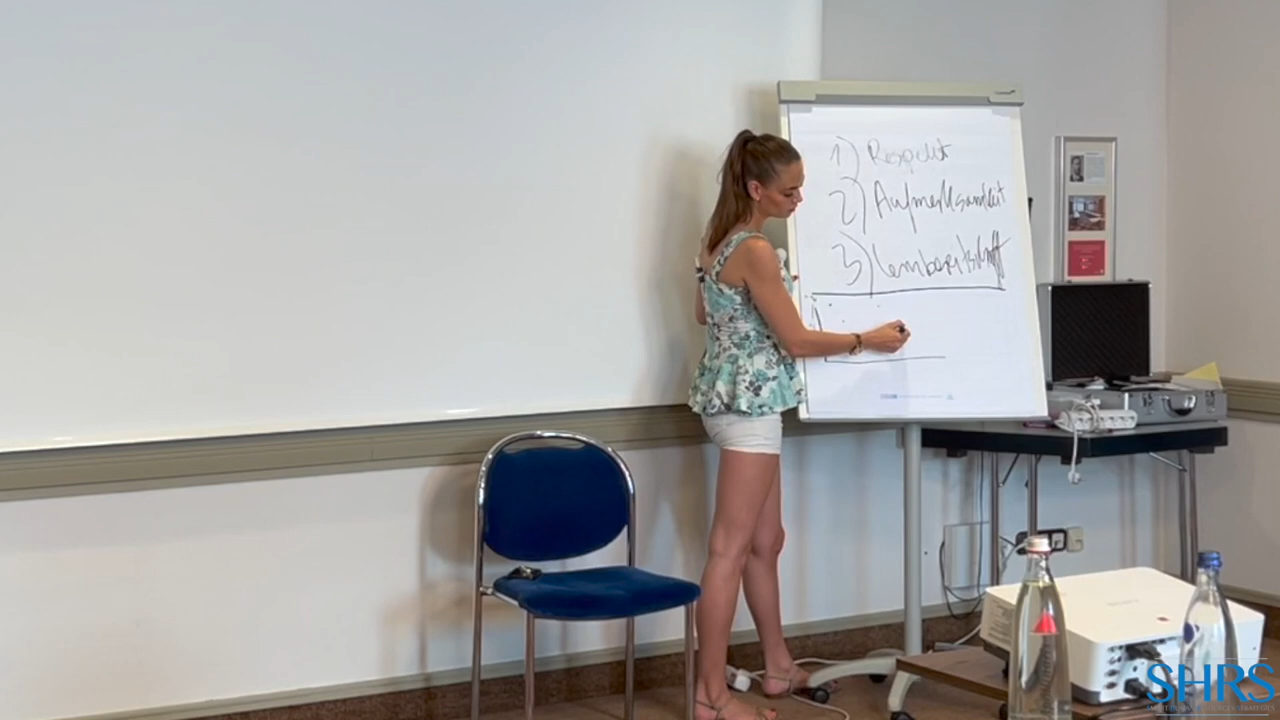 1) Respekt
2) Aufmerksamkeit
3) Lernbereitschaft
SHRS